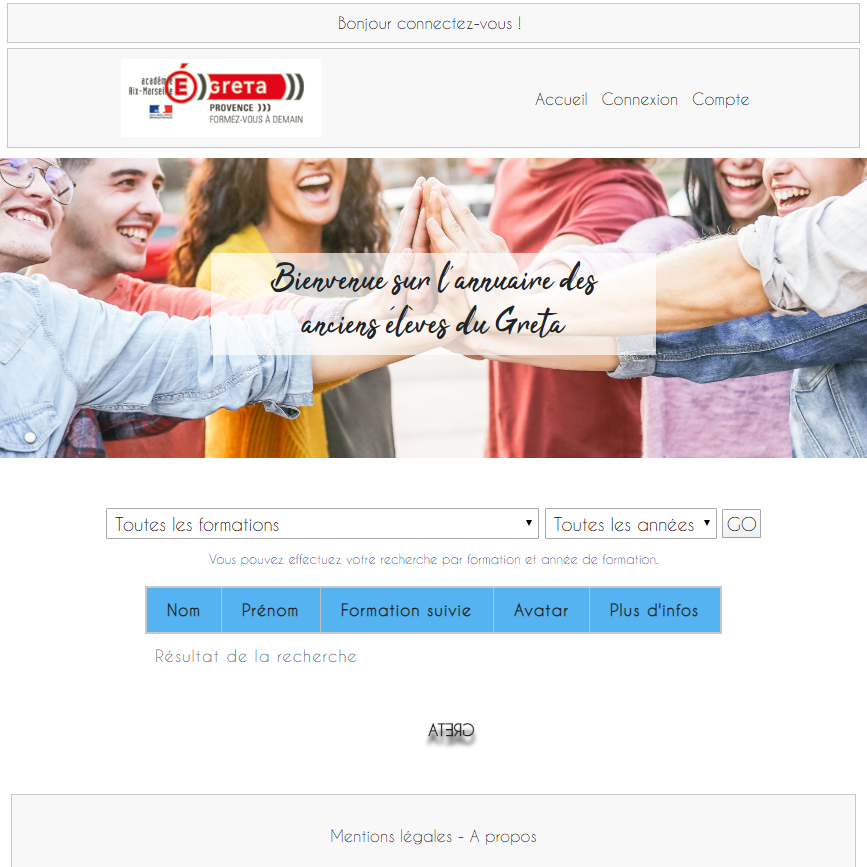 Bonjour connectez-vous !
académie
Aix-Marseille
É GRETA
PROVENCE )))
FORMEZ-VOUS À DEMAIN
Accueil Connexion Compte
Bienvenue sur l'annuaire des
anciens élèves du Greta
Toutes les formations Toutes les années GO
Vous pouvez effectuez votre recherche par formation et année de formation.
Nom Prénom Formation suivie Avatar Plus d'infos
Résultat de la recherche
GRETA
Mentions légales - A propos